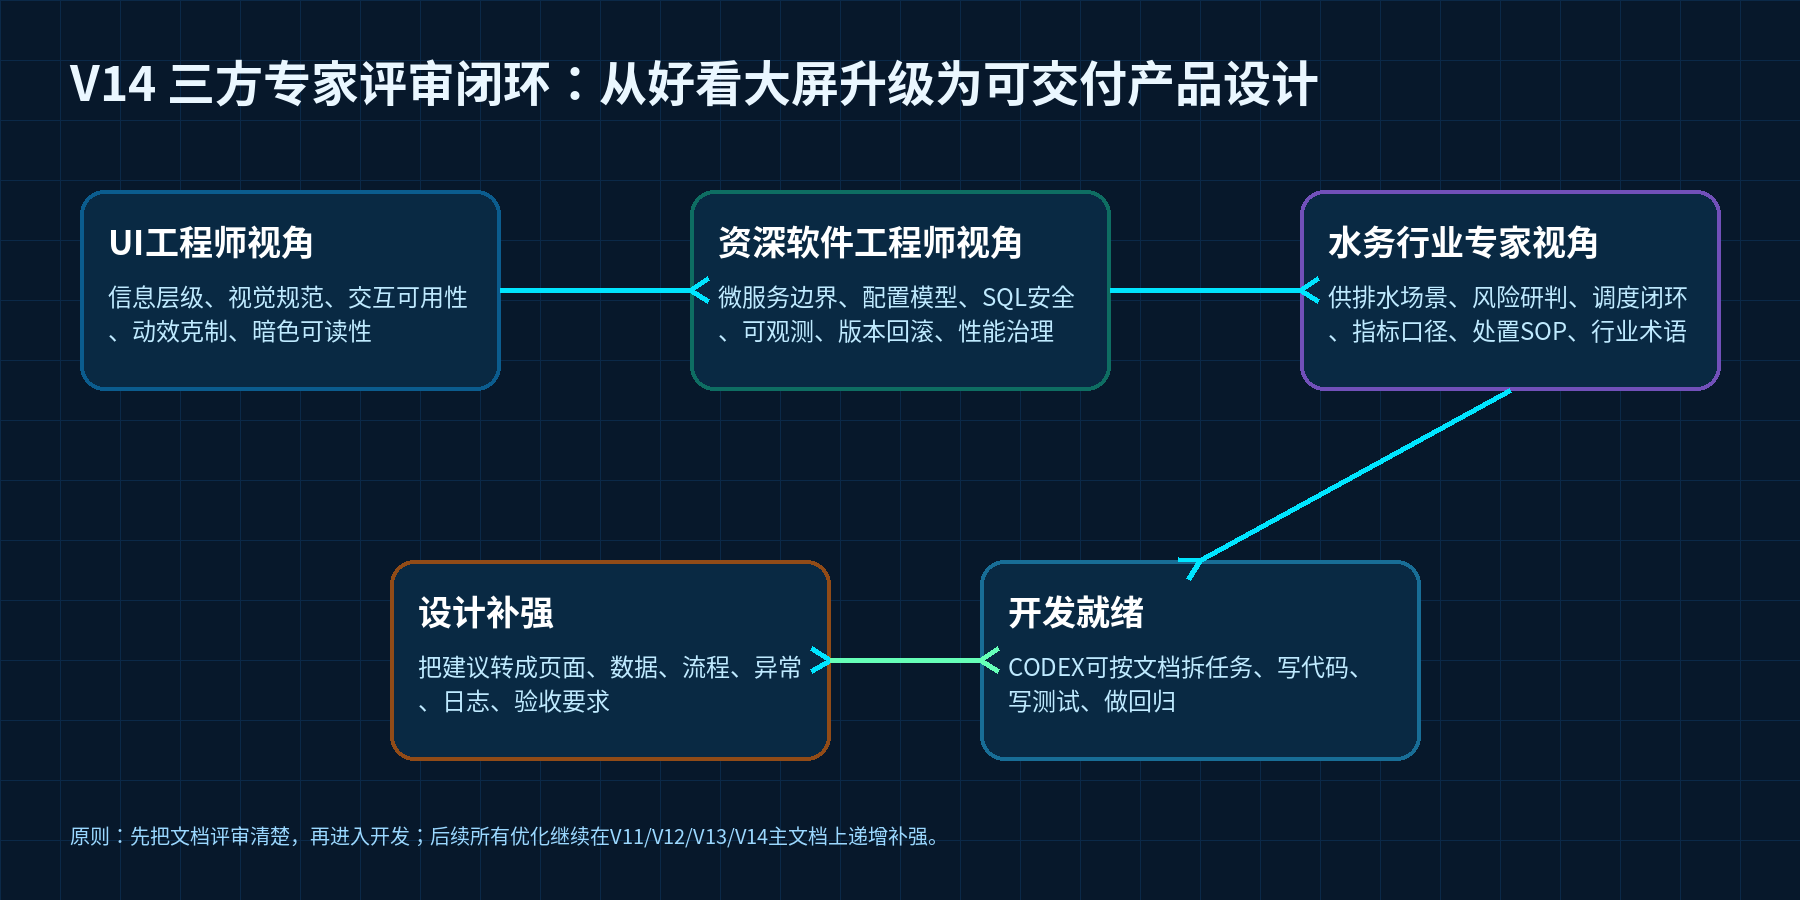 V14 三方专家评审闭环：从好看大屏升级为可交付产品设计
UI工程师视角
信息层级、视觉规范、交互可用性
、动效克制、暗色可读性
资深软件工程师视角
微服务边界、配置模型、SQL安全
、可观测、版本回滚、性能治理
水务行业专家视角
供排水场景、风险研判、调度闭环
、指标口径、处置SOP、行业术语
设计补强
把建议转成页面、数据、流程、异常
、日志、验收要求
开发就绪
CODEX可按文档拆任务、写代码、
写测试、做回归
原则：先把文档评审清楚，再进入开发；后续所有优化继续在V11/V12/V13/V14主文档上递增补强。